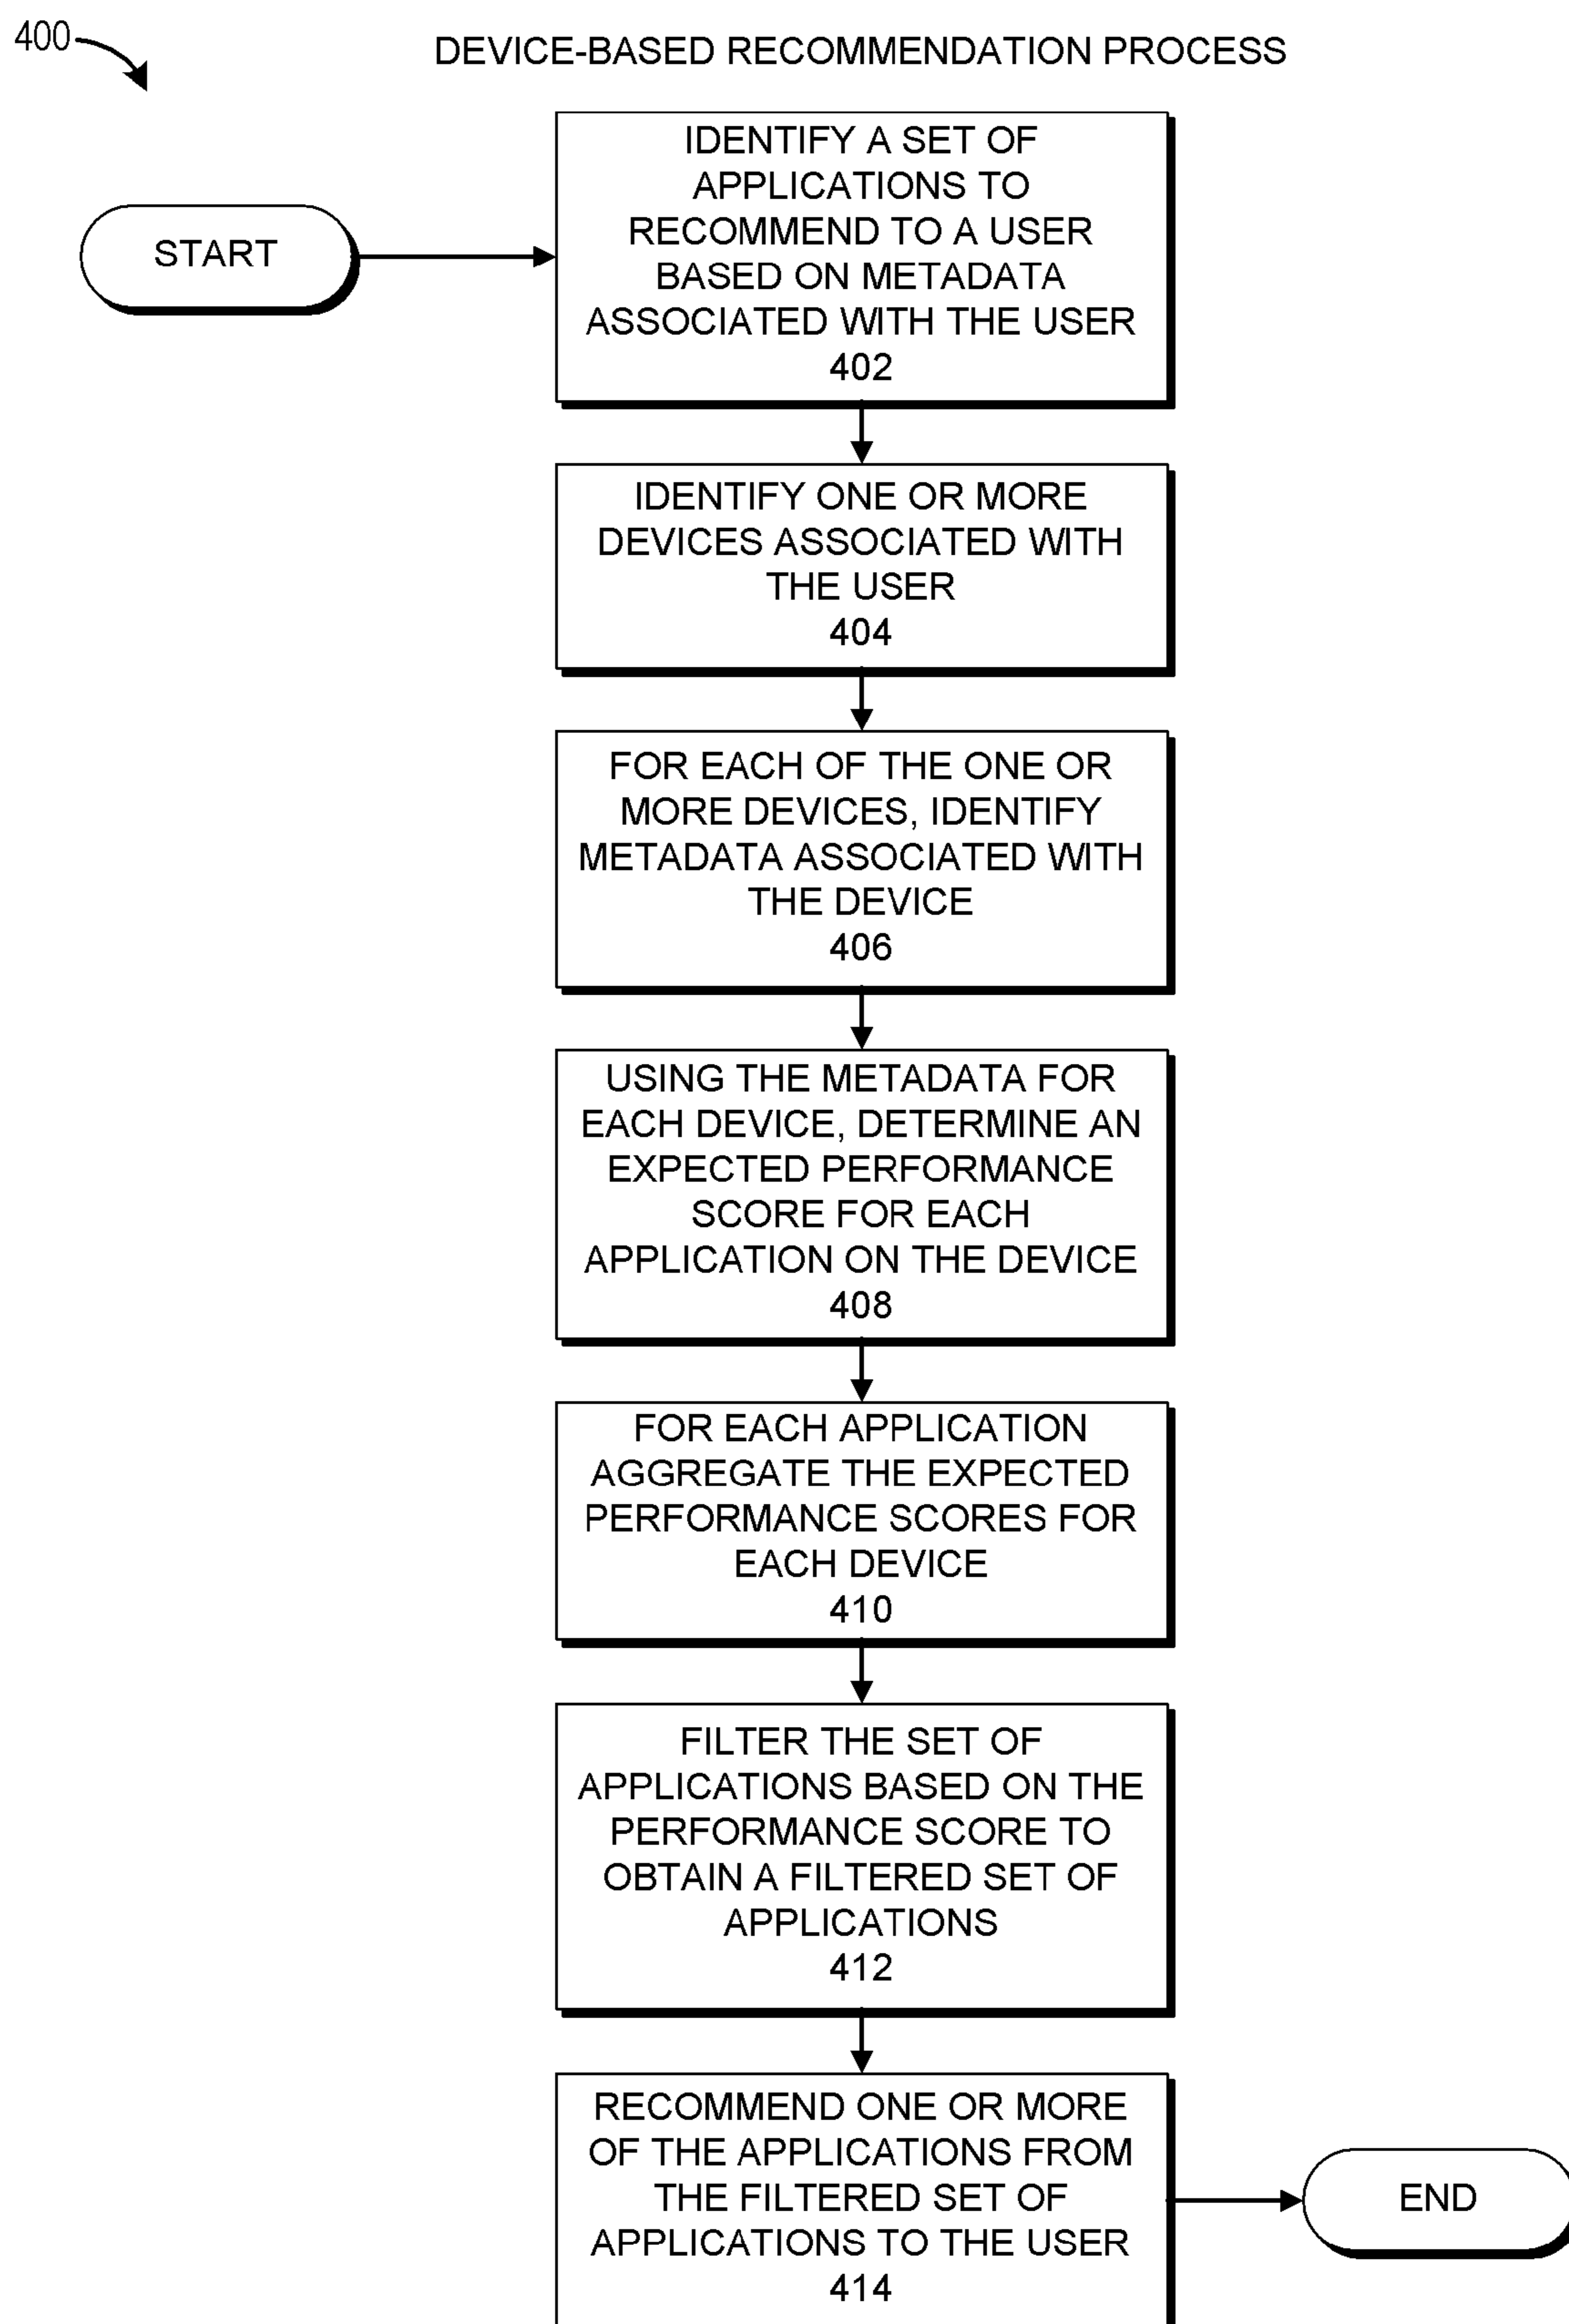 400
DEVICE-BASED RECOMMENDATION PROCESS
START
IDENTIFY A SET OF
APPLICATIONS TO
RECOMMEND TO A USER
BASED ON METADATA
ASSOCIATED WITH THE USER
402
IDENTIFY ONE OR MORE
DEVICES ASSOCIATED WITH
THE USER
404
FOR EACH OF THE ONE OR
MORE DEVICES, IDENTIFY
METADATA ASSOCIATED WITH
THE DEVICE
406
USING THE METADATA FOR
EACH DEVICE, DETERMINE AN
EXPECTED PERFORMANCE
SCORE FOR EACH
APPLICATION ON THE DEVICE
408
FOR EACH APPLICATION
AGGREGATE THE EXPECTED
PERFORMANCE SCORES FOR
EACH DEVICE
410
FILTER THE SET OF
APPLICATIONS BASED ON THE
PERFORMANCE SCORE TO
OBTAIN A FILTERED SET OF
APPLICATIONS
412
RECOMMEND ONE OR MORE
OF THE APPLICATIONS FROM
THE FILTERED SET OF
APPLICATIONS TO THE USER
414
END